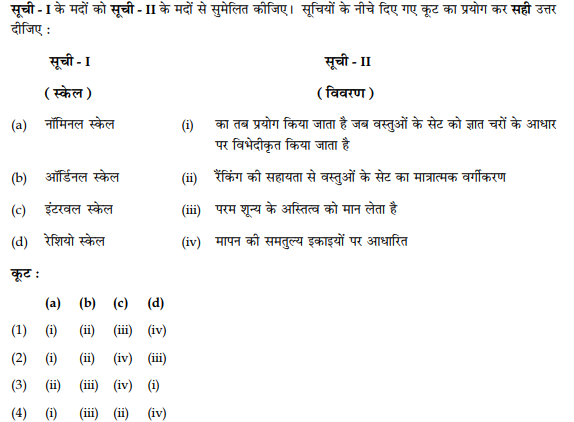 सूची - I के मदों को सूची - II के मदों से सुमेलित कीजिए। सूचियों के नीचे दिए गए कूट का प्रयोग कर सही उत्तर
दीजिए :
सूची - I सूची - II
( स्केल ) ( विवरण )
(a) नॉमिनल स्केल (i) का तब प्रयोग किया जाता है जब वस्तुओं के सेट को ज्ञात चरों के आधार
पर विभेदीकृत किया जाता है
(b) ऑर्डिनल स्केल (ii) रैंकिंग की सहायता से वस्तुओं के सेट का मात्रात्मक वर्गीकरण
(c) इंटरवल स्केल (iii) परम शून्य के अस्तित्व को मान लेता है
(d) रेशियो स्केल (iv) मापन की समतुल्य इकाइयों पर आधारित
कूट :
(a) (b) (c) (d)
(1) (i) (ii) (iii) (iv)
(2) (i) (ii) (iv) (iii)
(3) (ii) (iii) (iv) (i)
(4) (i) (iii) (ii) (iv)